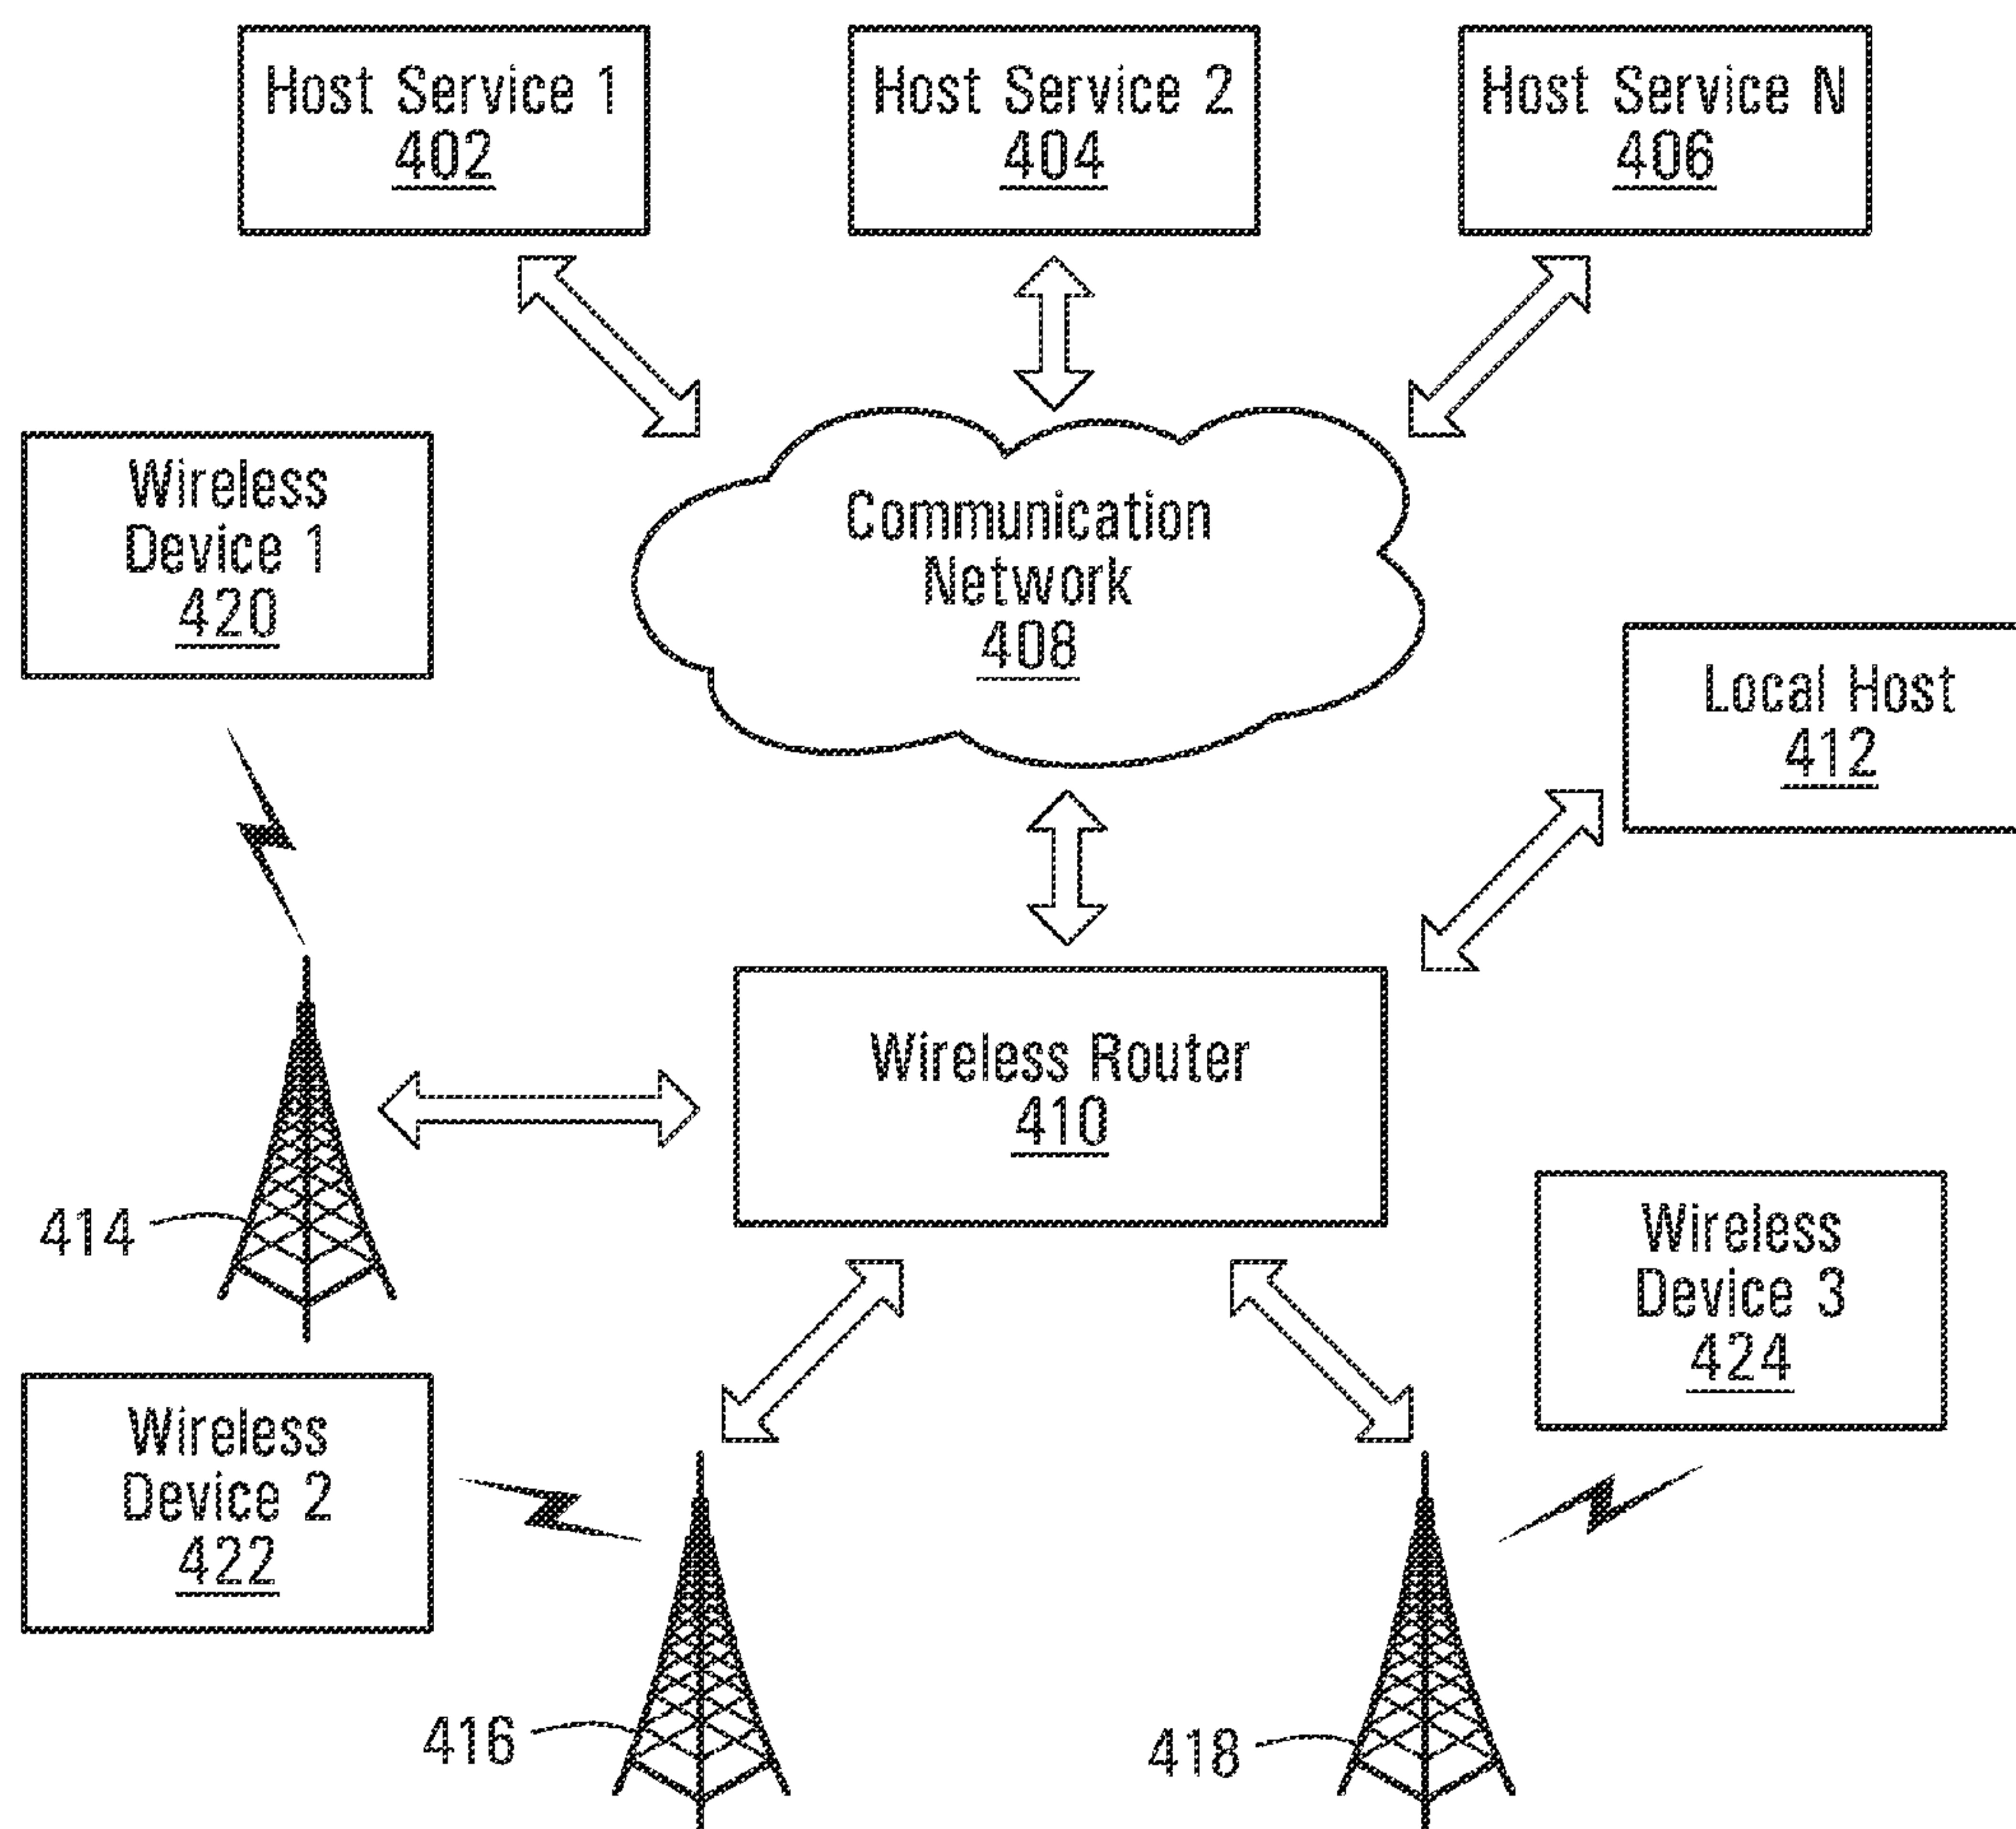 Host Service 1
402
Host Service 2
404
Host Service N
406
Wireless
Device 1
420
Communication
Network
408
Local Host
412
Wireless Router
410
414
Wireless
Device 3
424
Wireless
Device 2
422
416
418